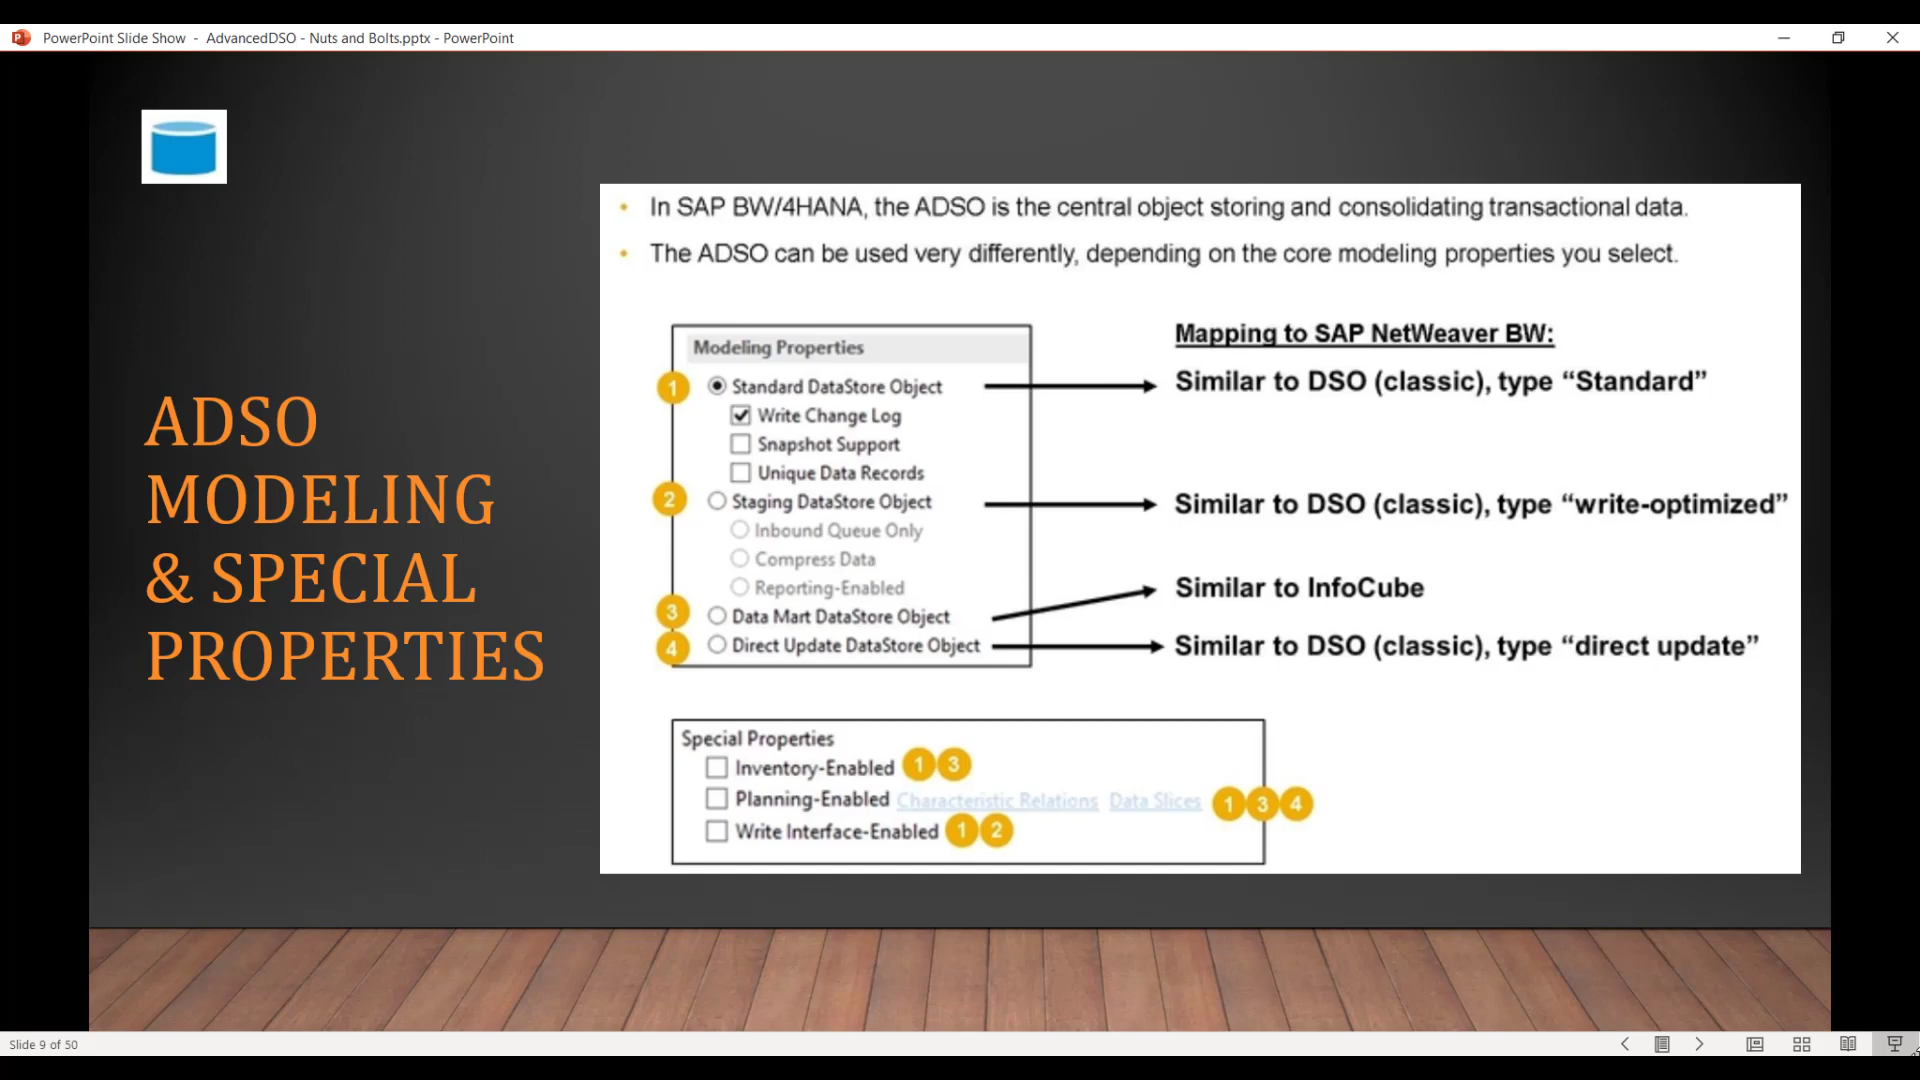 PowerPoint Slide Show - AdvancedDSO - Nuts and Bolts.pptx - PowerPoint
ADSO
MODELING
& SPECIAL
PROPERTIES
• In SAP BW/4HANA, the ADSO is the central object storing and consolidating transactional data.
• The ADSO can be used very differently, depending on the core modeling properties you select.
Modeling Properties
1 Standard DataStore Object
Write Change Log
Snapshot Support
Unique Data Records
2 Staging DataStore Object
Inbound Queue Only
Compress Data
Reporting-Enabled
3 Data Mart DataStore Object
4 Direct Update DataStore Object
Mapping to SAP NetWeaver BW:
Similar to DSO (classic), type “Standard”
Similar to DSO (classic), type “write-optimized”
Similar to InfoCube
Similar to DSO (classic), type “direct update”
Special Properties
Inventory-Enabled 1 3
Planning-Enabled Characteristic Relations Data Slices 1 3 4
Write Interface-Enabled 1 2
Slide 9 of 50